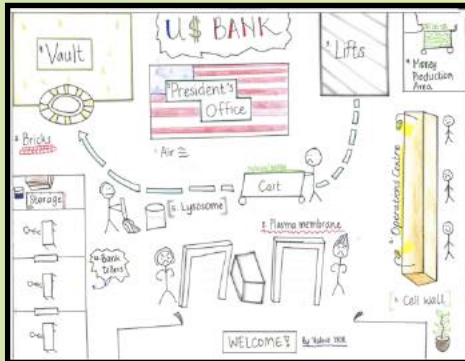 U$ BANK
Vault
President's
Office
Lifts
Money
Production
Area
Bricks
Air
Cart
Operations Centre
Storage
Lysosome
Plasma membrane
Bank
tellers
Cell wall
WELCOME!
By